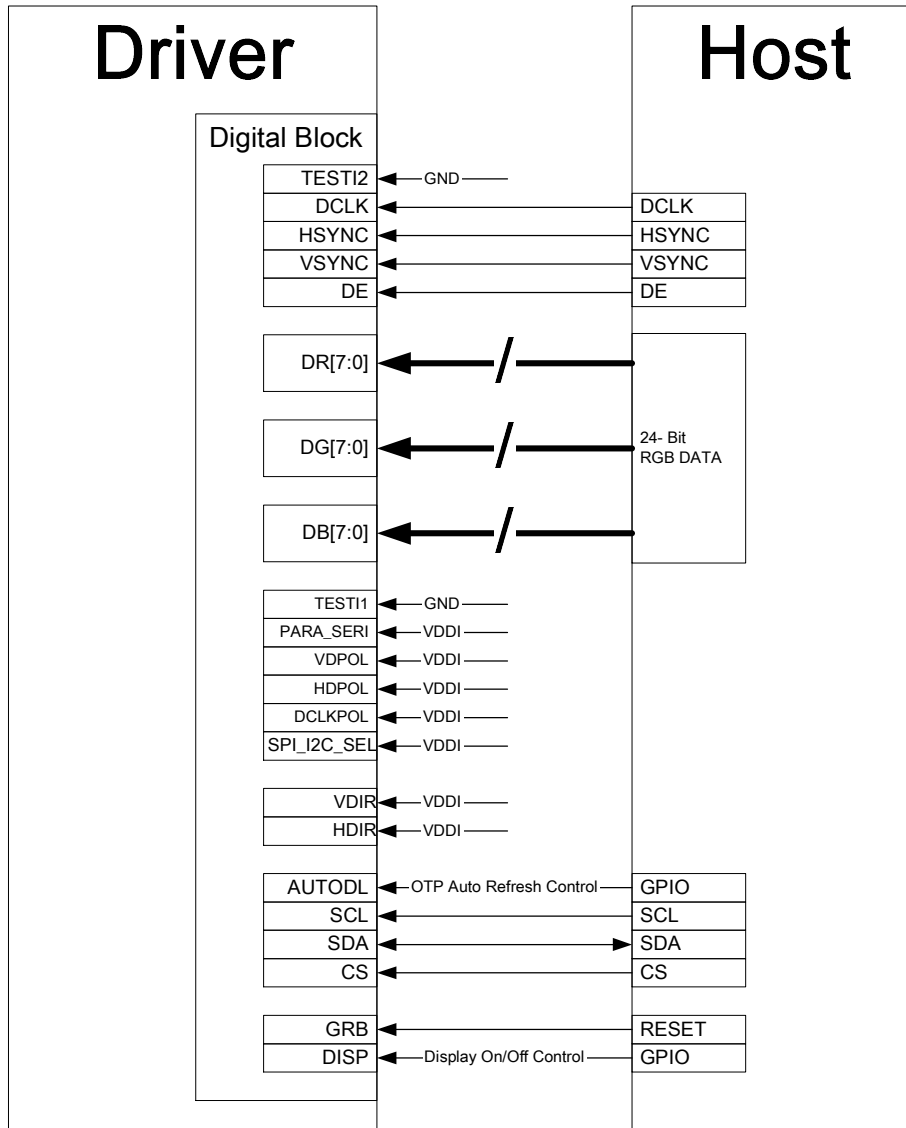 Driver Host
Digital Block
TESTI2 GND
DCLK DCLK
HSYNC HSYNC
VSYNC VSYNC
DE DE
DR[7:0]
DG[7:0] 24- Bit
RGB DATA
DB[7:0]
TESTI1 GND
PARA_SERI VDDI
VDPOL VDDI
HDPOL VDDI
DCLKPOL VDDI
SPI_I2C_SEL VDDI
VDIR VDDI
HDIR VDDI
AUTODL OTP Auto Refresh Control GPIO
SCL SCL
SDA SDA
CS CS
GRB RESET
DISP Display On/Off Control GPIO